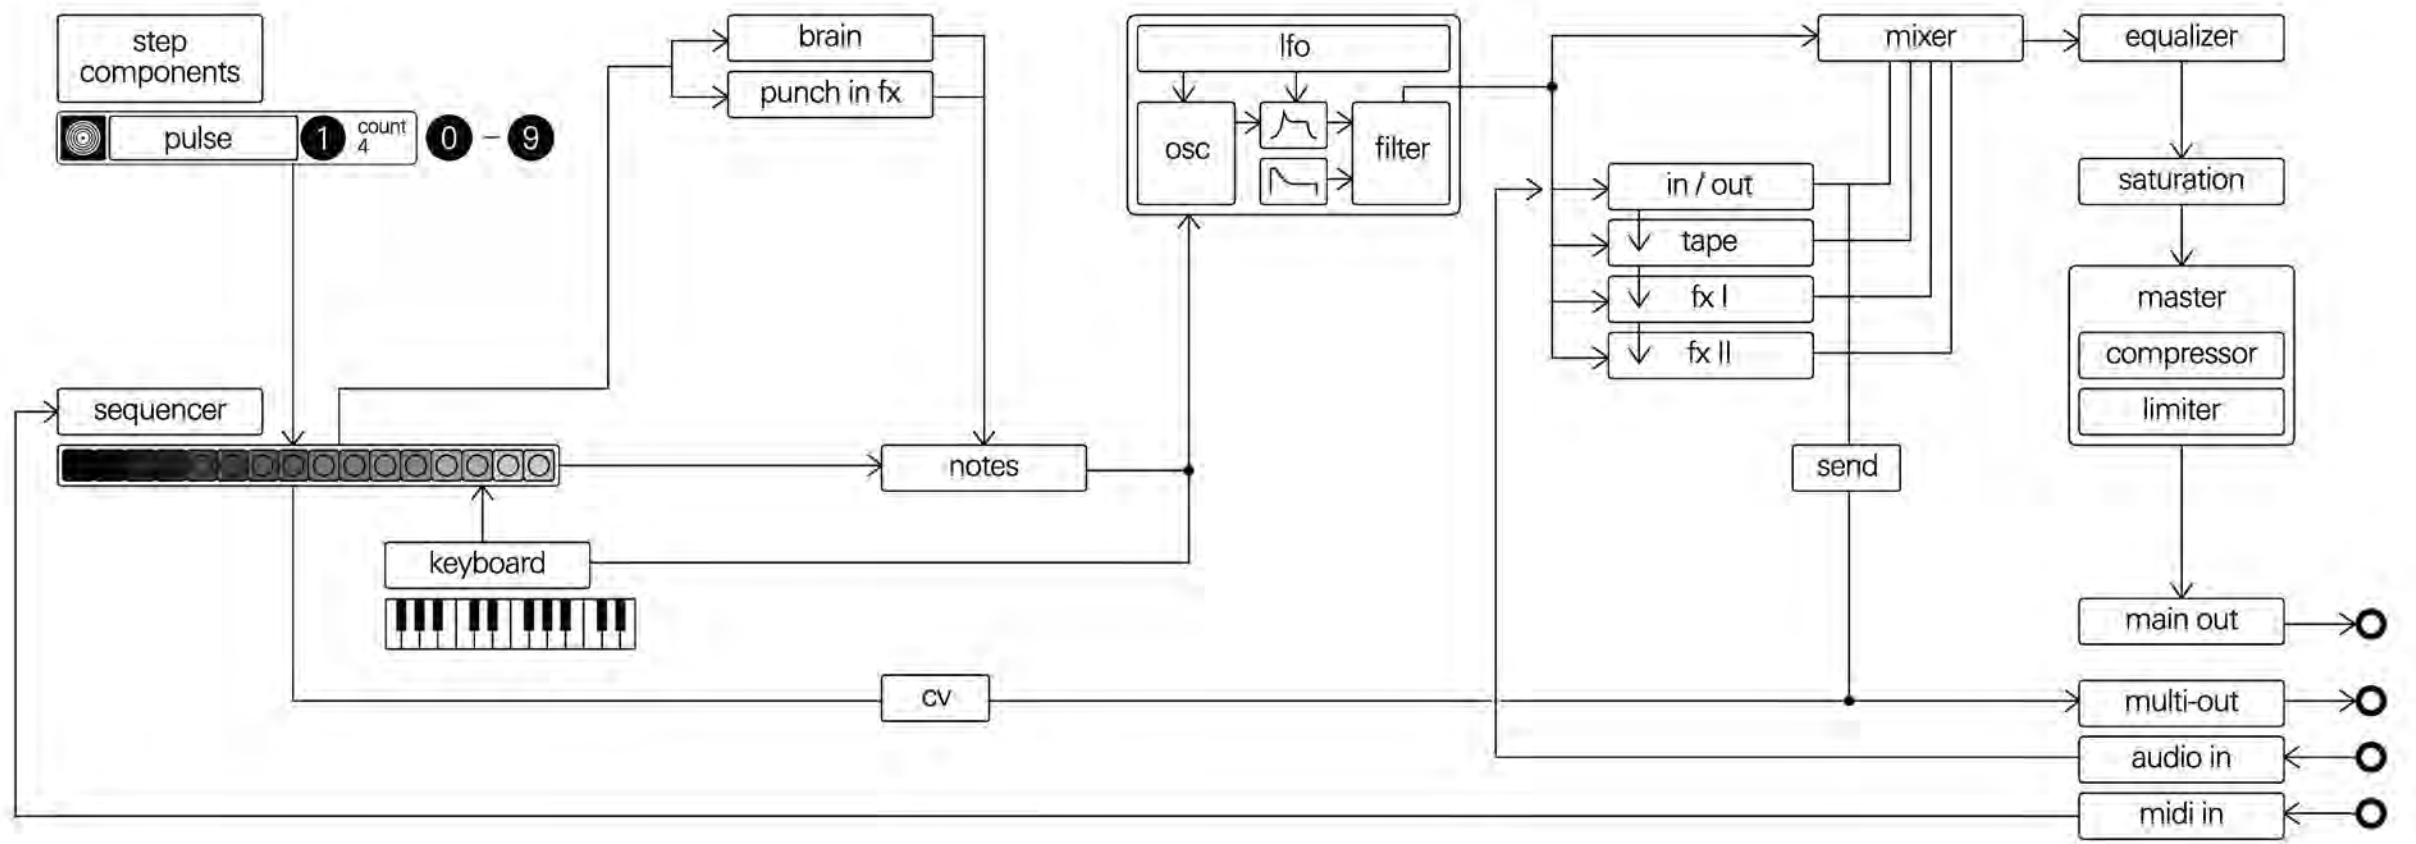 step
components
pulse
1
count
4
0 – 9
sequencer
keyboard
brain
punch in fx
notes
cv
lfo
osc
filter
in / out
tape
fx I
fx II
send
mixer
equalizer
saturation
master
compressor
limiter
main out
multi-out
audio in
midi in